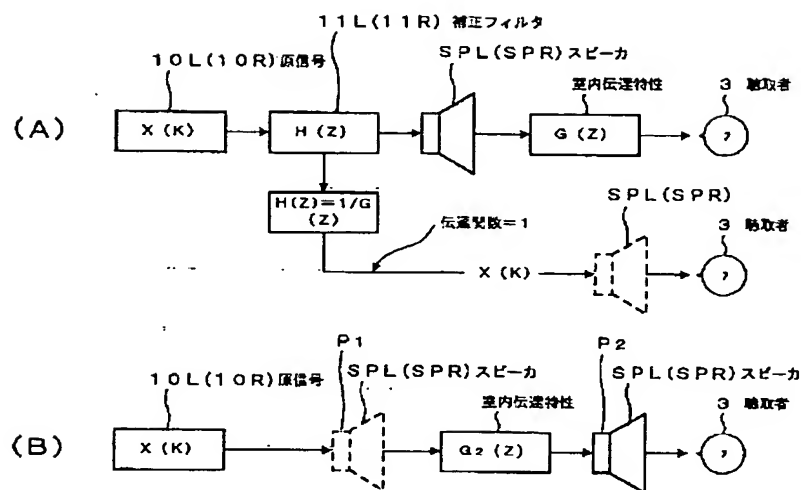 11L(11R)補正フィルタ
10L(10R)原信号
SPL(SPR)スピーカ
室内伝達特性
3 聴取者
(A)
X(K)
H(Z)
G(Z)
H(Z)=1/G
(Z)
伝達関数=1
SPL(SPR)
3 聴取者
X(K)
P1
P2
10L(10R)原信号
SPL(SPR)スピーカ
SPL(SPR)スピーカ
室内伝達特性
3 聴取者
(B)
X(K)
G2(Z)